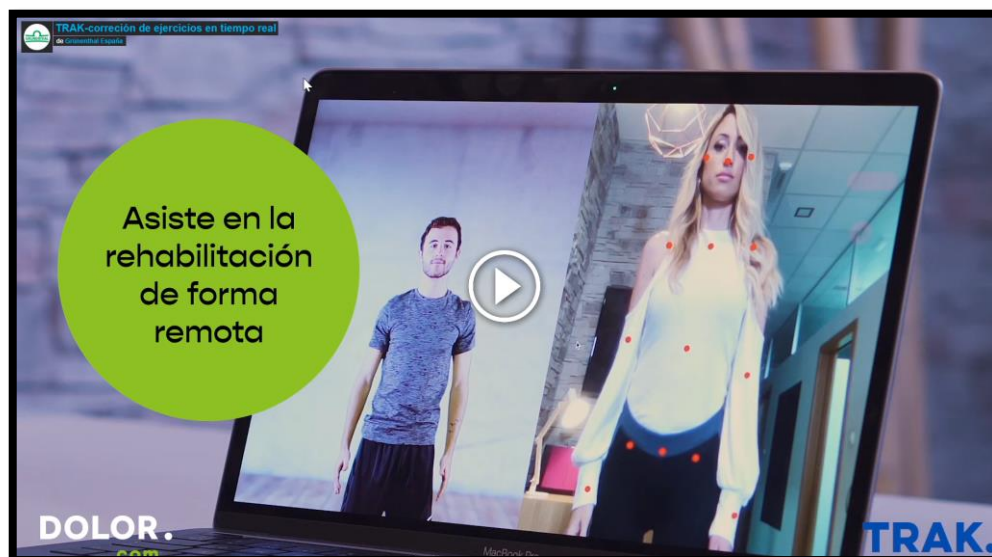 TRAK-correción de ejercicios en tiempo real
de Grünenthal España
Asiste en la
rehabilitación
de forma
remota
DOLOR.
com
MacBook Pro
TRAK.